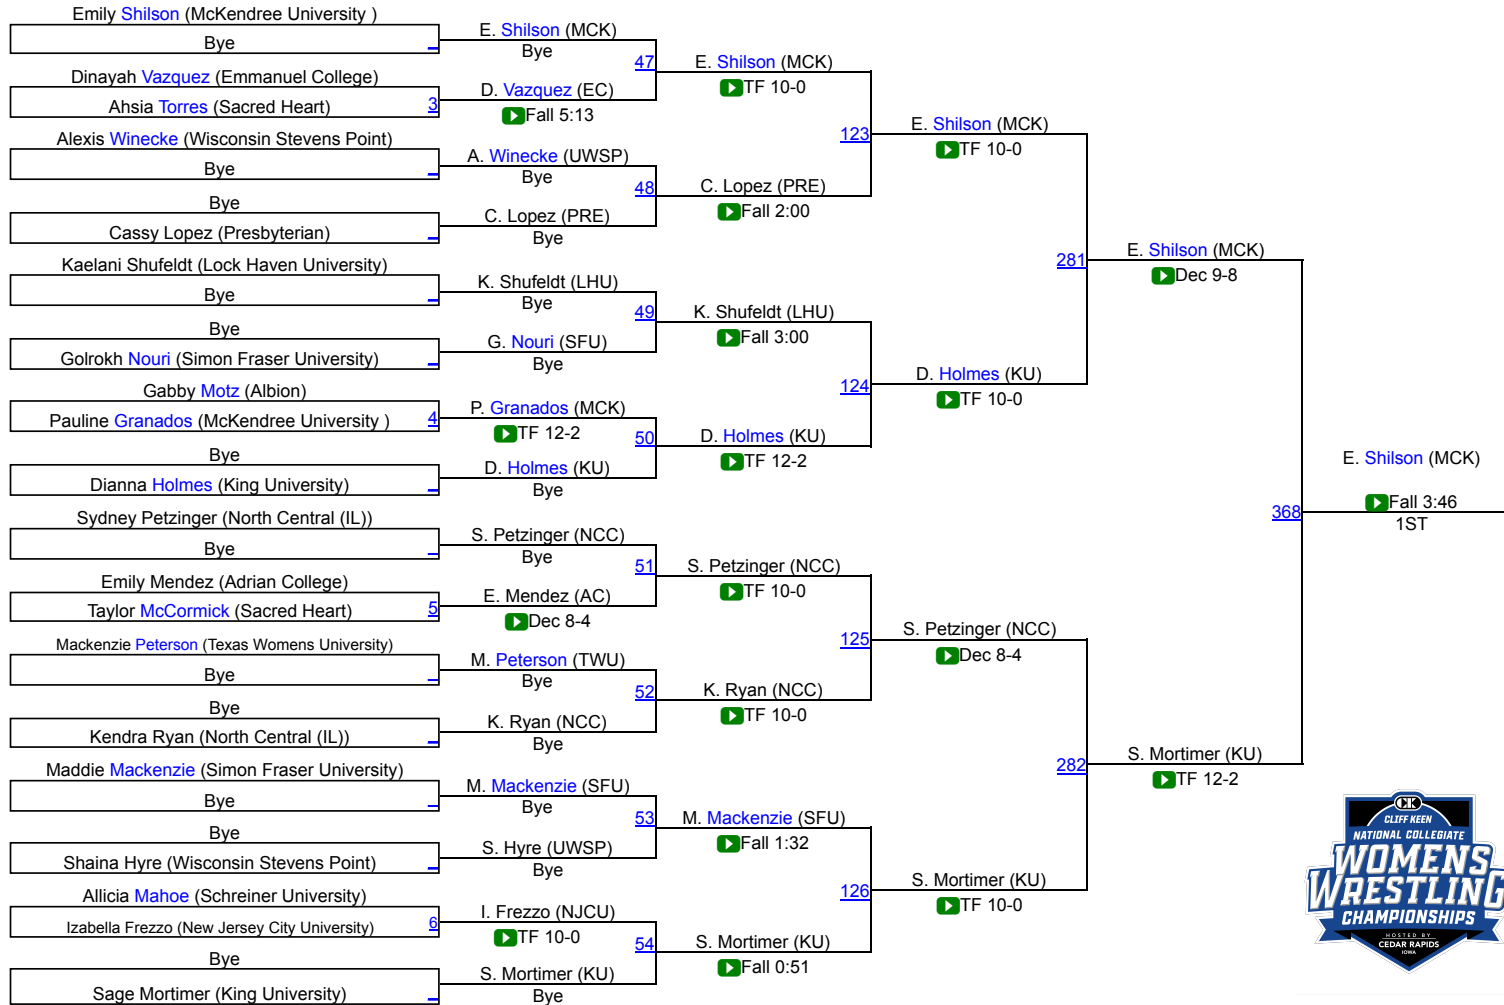 Emily Shilson (McKendree University )
Bye
Dinayah Vazquez (Emmanuel College)
Ahsia Torres (Sacred Heart)
3
Alexis Winecke (Wisconsin Stevens Point)
Bye
Bye
Cassy Lopez (Presbyterian)
Kaelani Shufeldt (Lock Haven University)
Bye
Bye
Golrokh Nouri (Simon Fraser University)
Gabby Motz (Albion)
Pauline Granados (McKendree University )
4
Bye
Dianna Holmes (King University)
Sydney Petzinger (North Central (IL))
Bye
Emily Mendez (Adrian College)
Taylor McCormick (Sacred Heart)
5
Mackenzie Peterson (Texas Womens University)
Bye
Bye
Kendra Ryan (North Central (IL))
Maddie Mackenzie (Simon Fraser University)
Bye
Bye
Shaina Hyre (Wisconsin Stevens Point)
Allicia Mahoe (Schreiner University)
Izabella Frezzo (New Jersey City University)
6
Bye
Sage Mortimer (King University)
E. Shilson (MCK)
Bye
47
D. Vazquez (EC)
Fall 5:13
A. Winecke (UWSP)
Bye
48
C. Lopez (PRE)
Bye
K. Shufeldt (LHU)
Bye
49
G. Nouri (SFU)
Bye
P. Granados (MCK)
TF 12-2
50
D. Holmes (KU)
Bye
S. Petzinger (NCC)
Bye
51
E. Mendez (AC)
Dec 8-4
M. Peterson (TWU)
Bye
52
K. Ryan (NCC)
Bye
M. Mackenzie (SFU)
Bye
53
S. Hyre (UWSP)
Bye
I. Frezzo (NJCU)
TF 10-0
54
S. Mortimer (KU)
Bye
E. Shilson (MCK)
TF 10-0
123
C. Lopez (PRE)
Fall 2:00
K. Shufeldt (LHU)
Fall 3:00
124
D. Holmes (KU)
TF 12-2
S. Petzinger (NCC)
TF 10-0
125
K. Ryan (NCC)
TF 10-0
M. Mackenzie (SFU)
Fall 1:32
126
S. Mortimer (KU)
Fall 0:51
E. Shilson (MCK)
TF 10-0
281
D. Holmes (KU)
TF 10-0
S. Petzinger (NCC)
Dec 8-4
282
S. Mortimer (KU)
TF 10-0
E. Shilson (MCK)
Dec 9-8
368
S. Mortimer (KU)
TF 12-2
E. Shilson (MCK)
Fall 3:46
1ST
CK
CLIFF KEEN
NATIONAL COLLEGIATE
WOMENS
WRESTLING
CHAMPIONSHIPS
HOSTED BY
CEDAR RAPIDS
IOWA